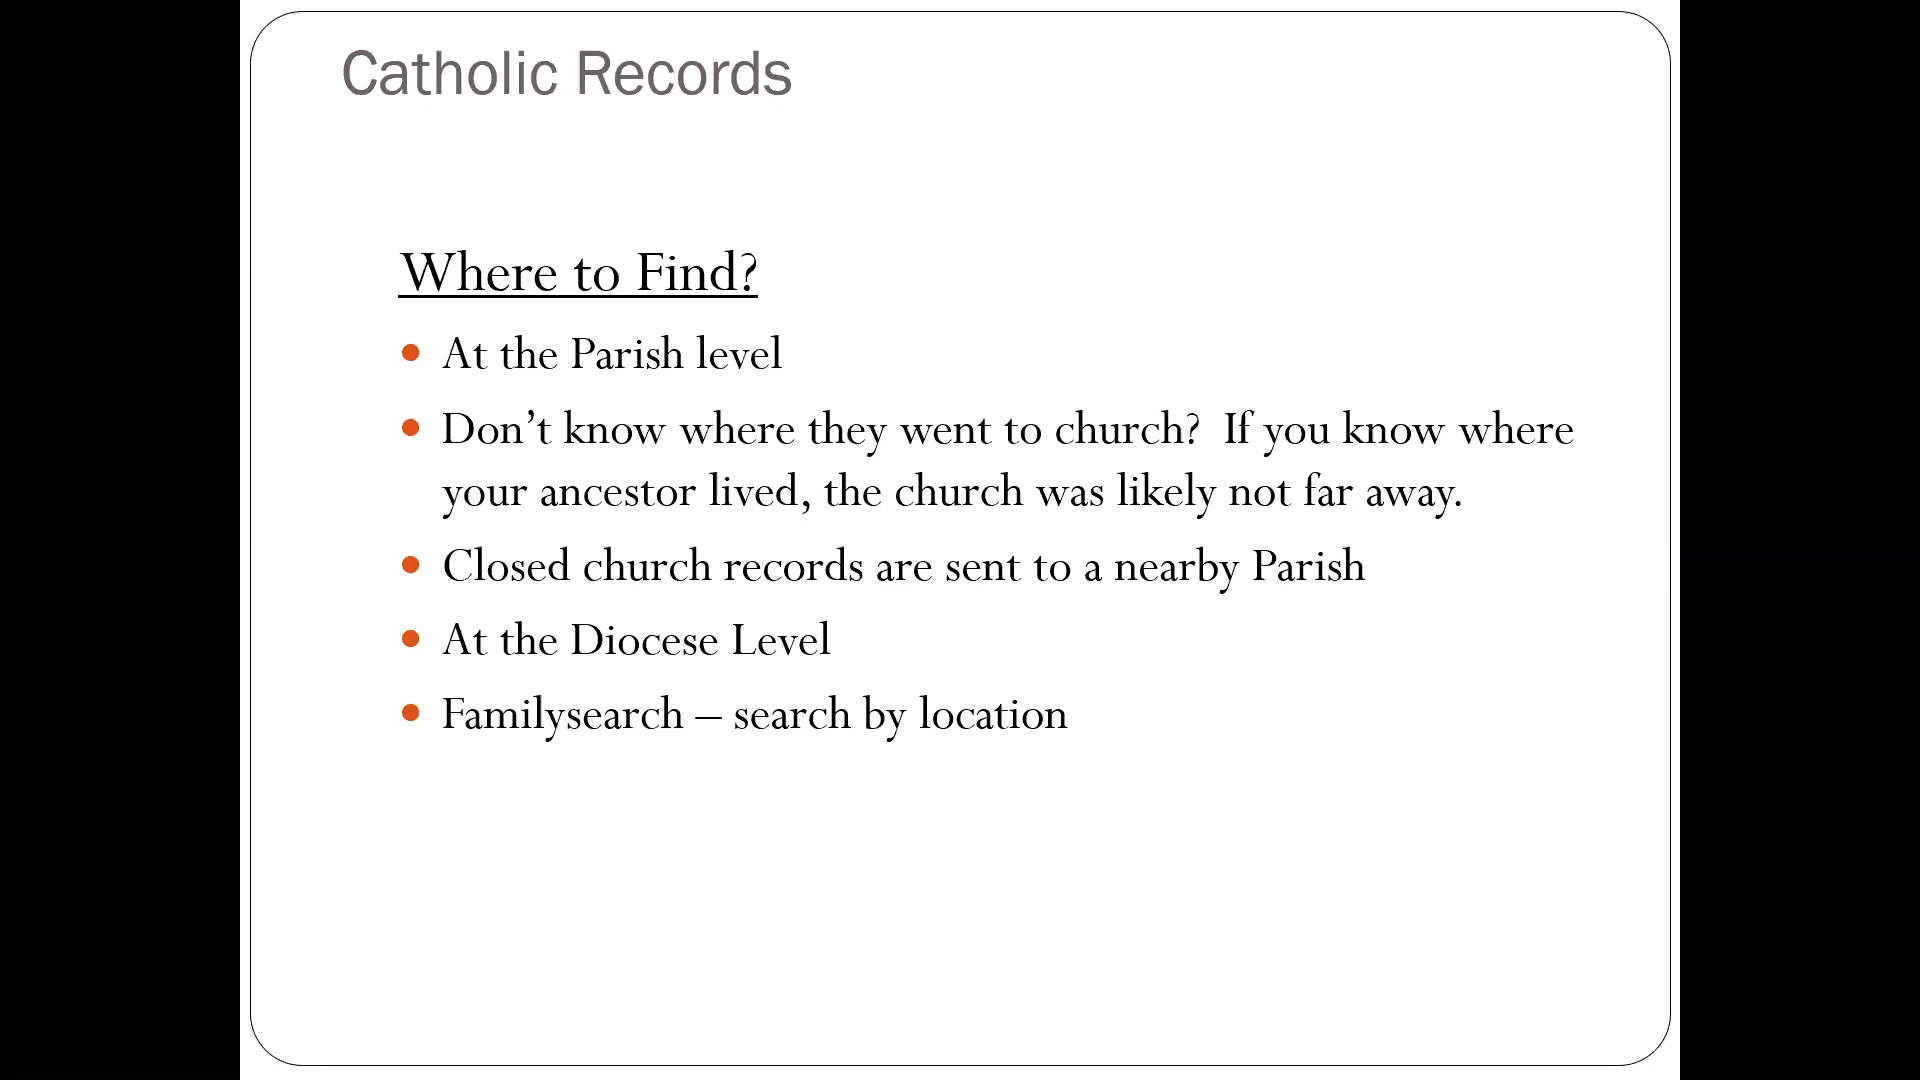 Catholic Records
Where to Find?
• At the Parish level
• Don’t know where they went to church?  If you know where
your ancestor lived, the church was likely not far away.
• Closed church records are sent to a nearby Parish
• At the Diocese Level
• Familysearch – search by location